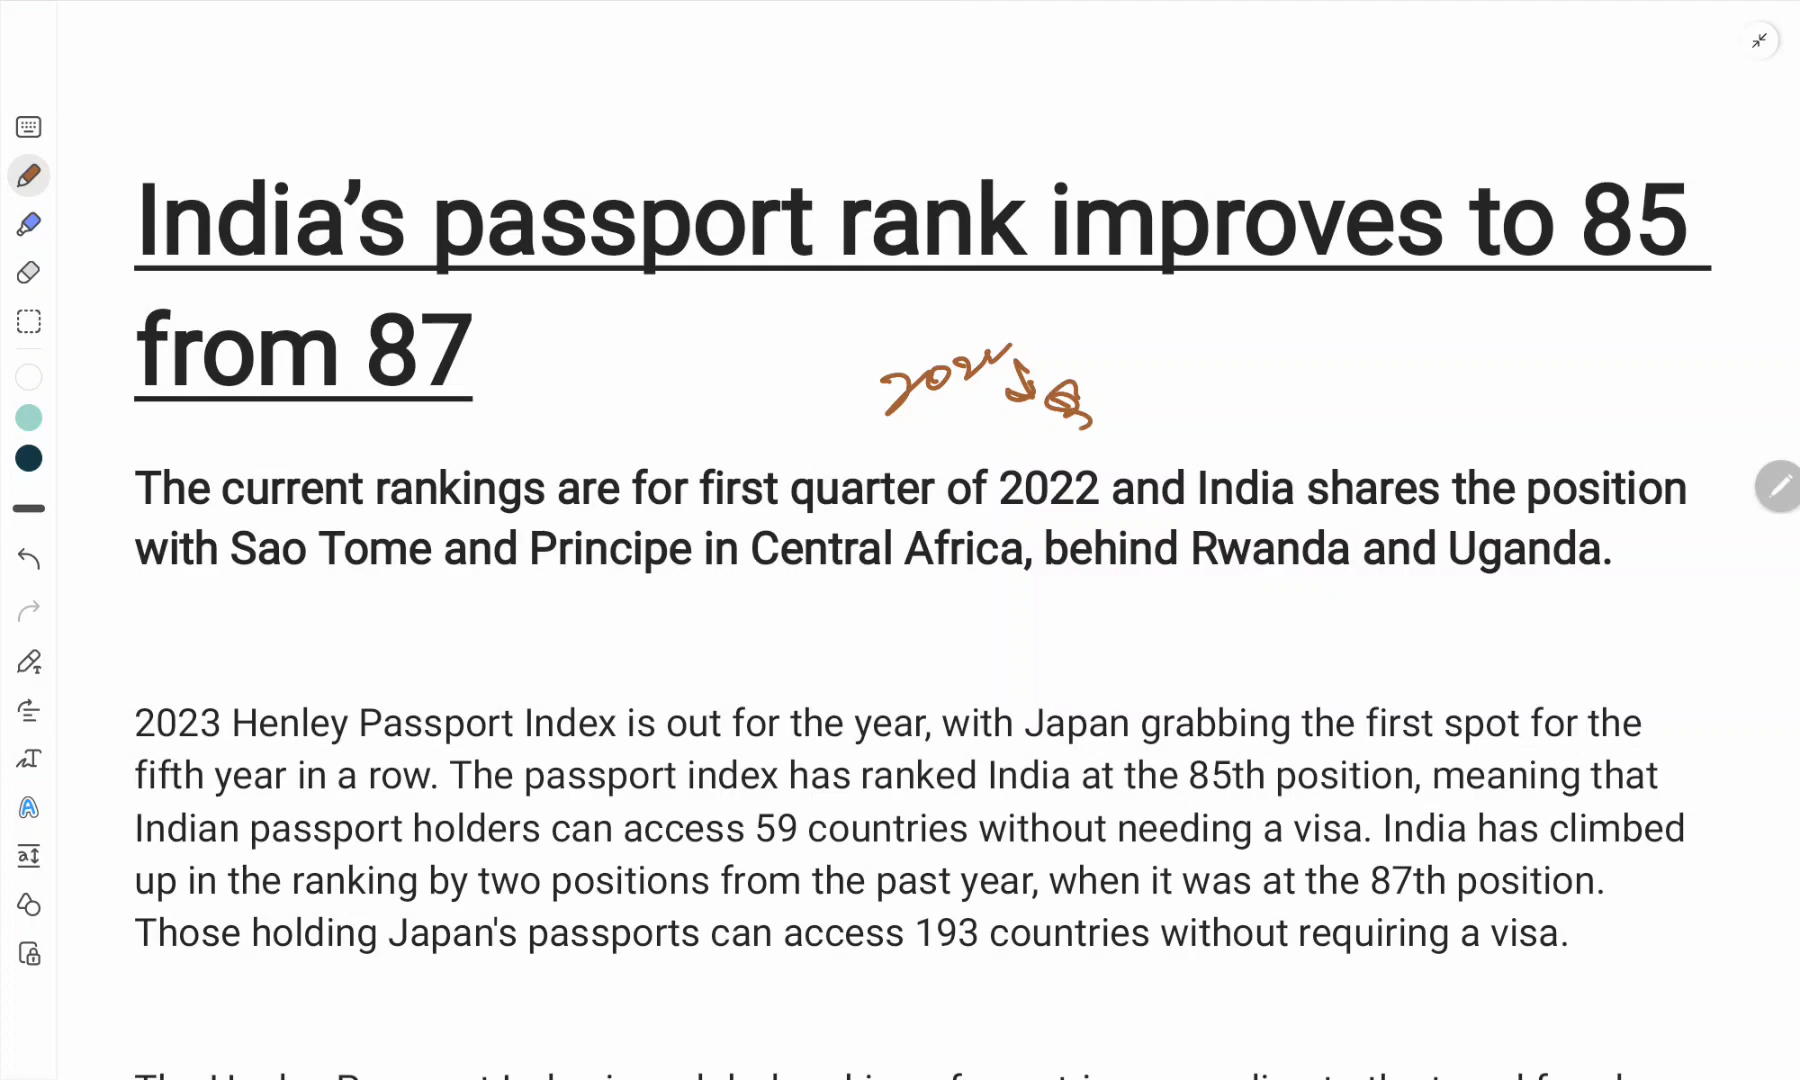 India’s passport rank improves to 85
from 87
The current rankings are for first quarter of 2022 and India shares the position
with Sao Tome and Principe in Central Africa, behind Rwanda and Uganda.
2023 Henley Passport Index is out for the year, with Japan grabbing the first spot for the
fifth year in a row. The passport index has ranked India at the 85th position, meaning that
Indian passport holders can access 59 countries without needing a visa. India has climbed
up in the ranking by two positions from the past year, when it was at the 87th position.
Those holding Japan's passports can access 193 countries without requiring a visa.